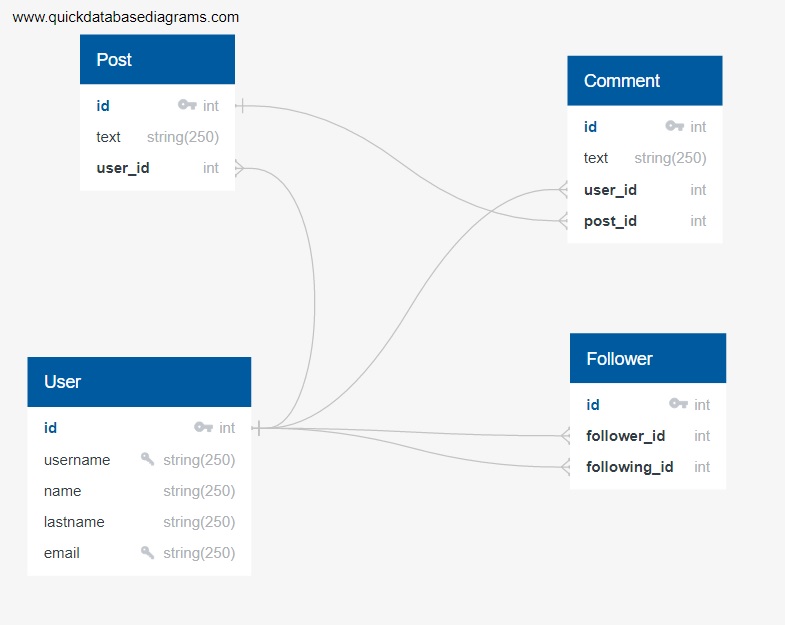 www.quickdatabasediagrams.com
Post
id int
text string(250)
user_id int
Comment
id int
text string(250)
user_id int
post_id int
User
id int
username string(250)
name string(250)
lastname string(250)
email string(250)
Follower
id int
follower_id int
following_id int